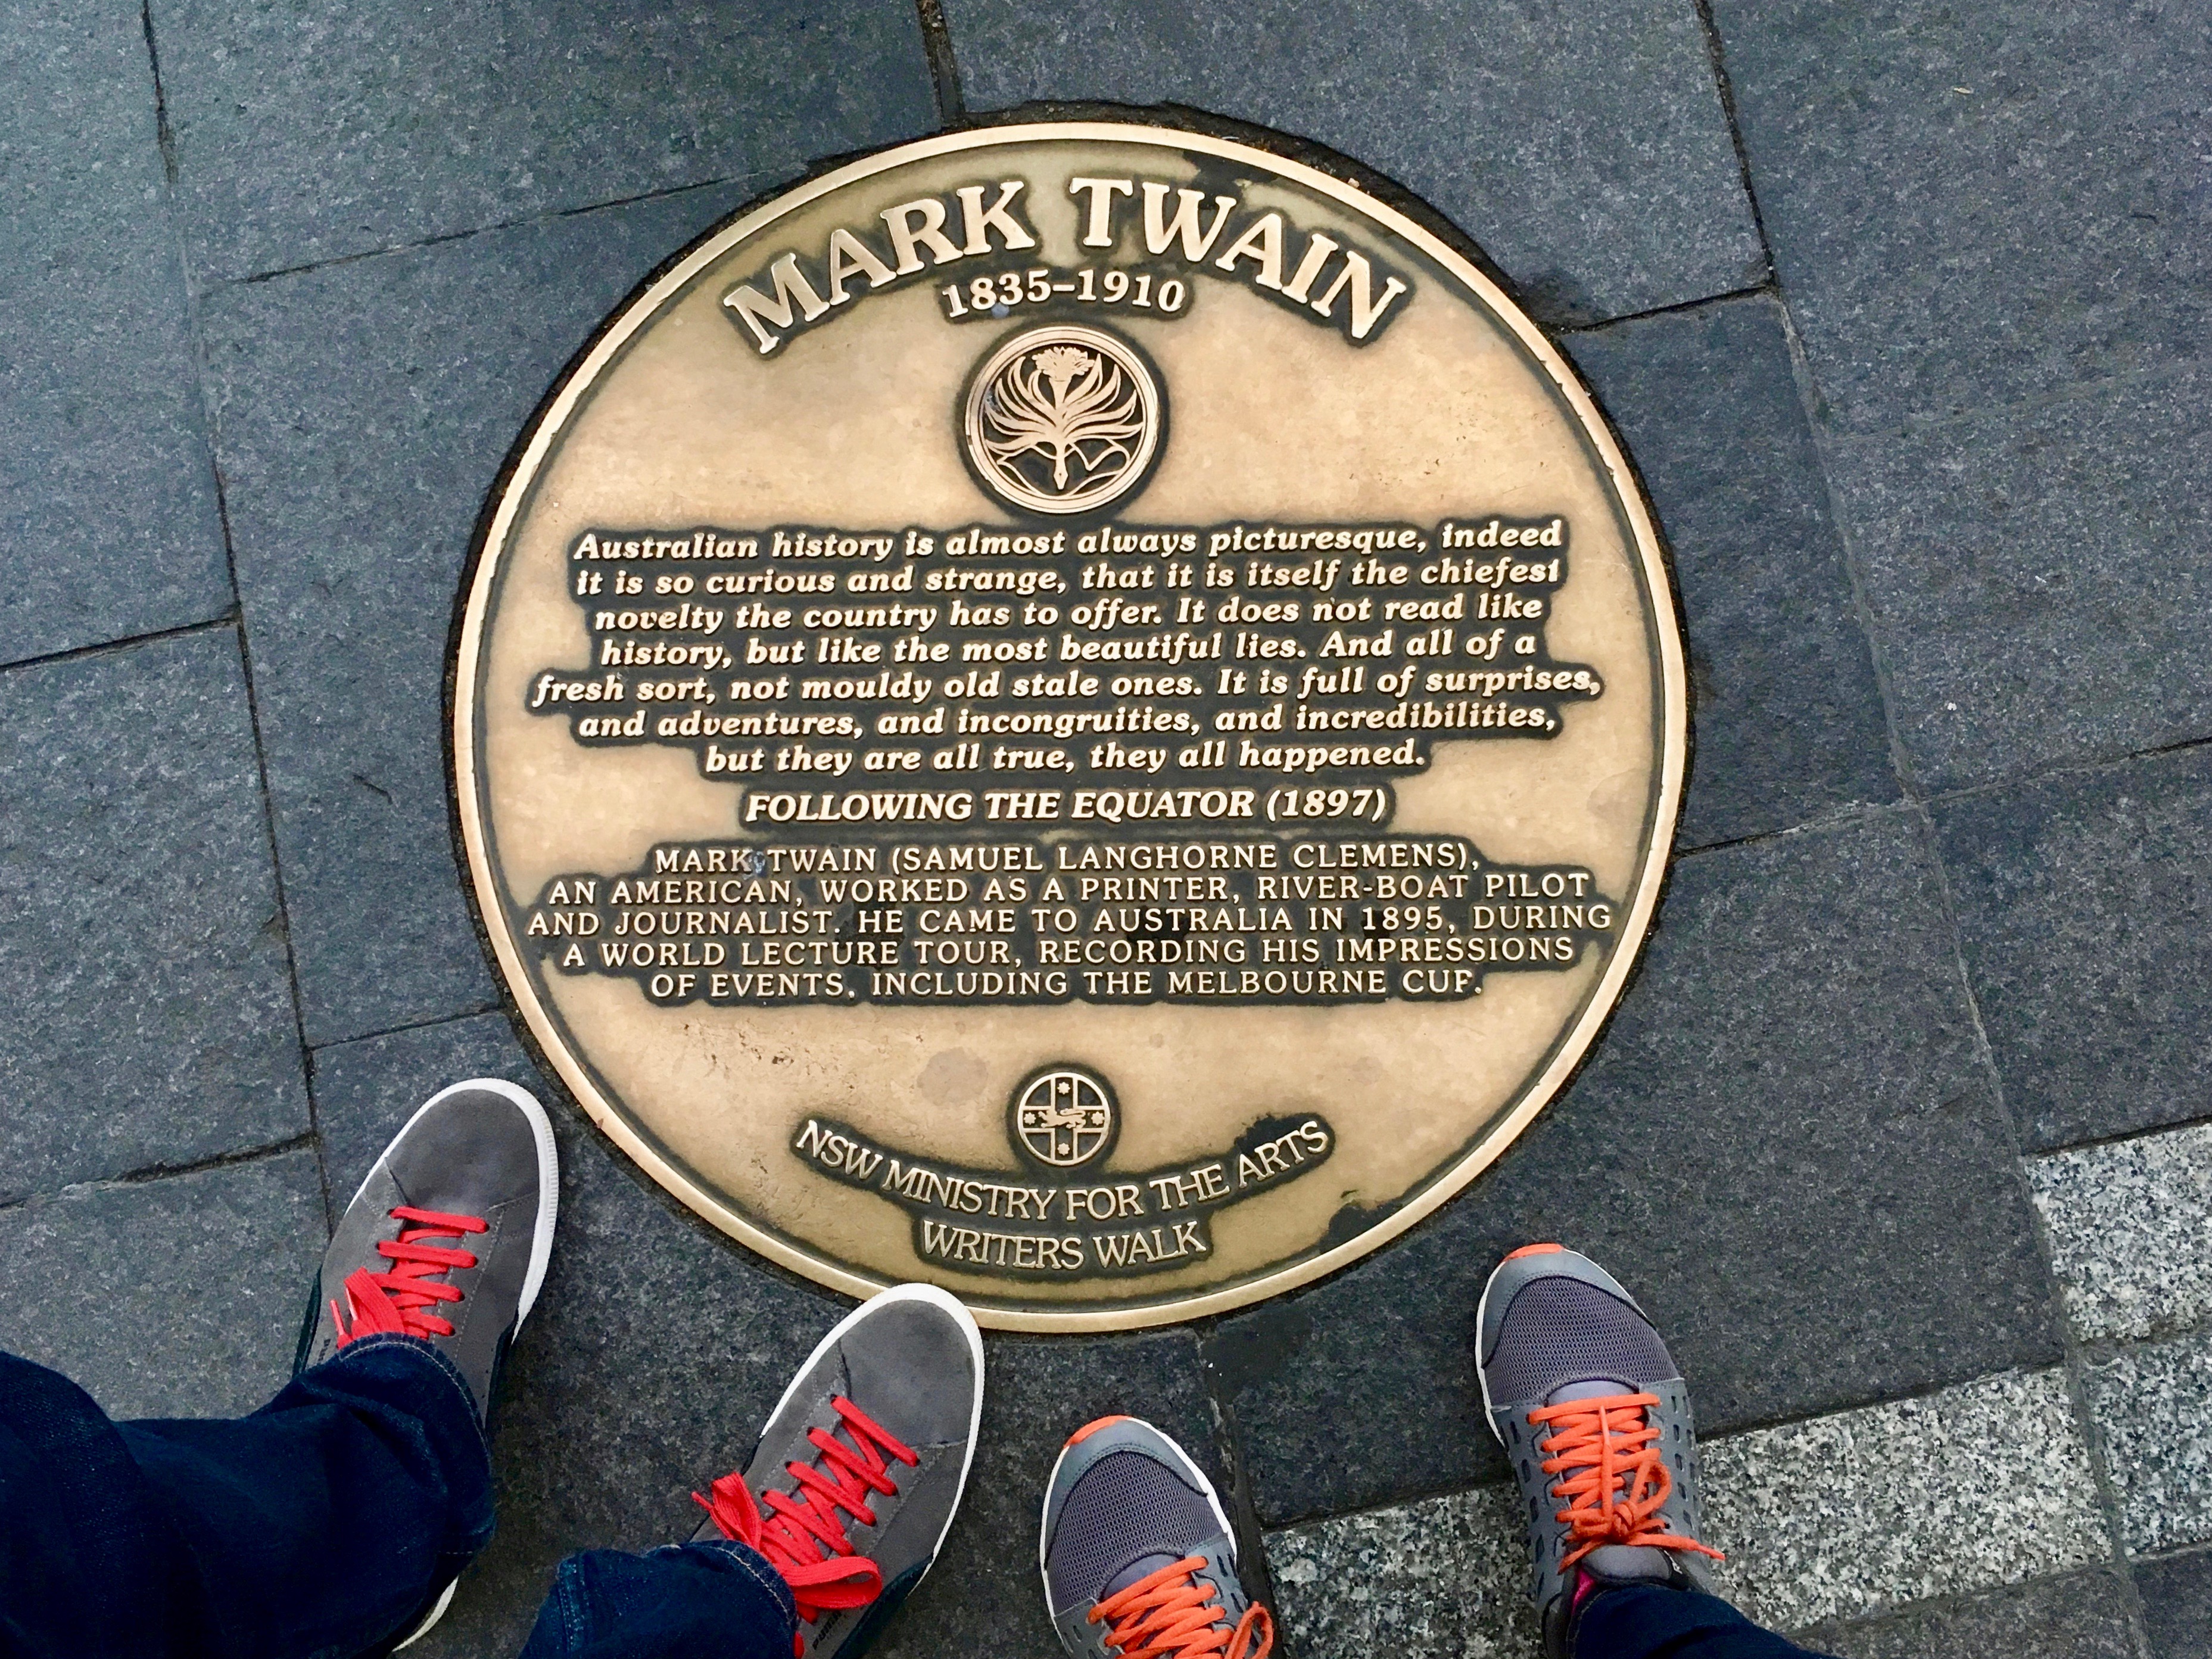 MARK TWAIN
1835–1910
Australian history is almost always picturesque, indeed
it is so curious and strange, that it is itself the chiefest
novelty the country has to offer. It does not read like
history, but like the most beautiful lies. And all of a
fresh sort, not mouldy old stale ones. It is full of surprises,
and adventures, and incongruities, and incredibilities,
but they are all true, they all happened.
FOLLOWING THE EQUATOR (1897)
MARK TWAIN (SAMUEL LANGHORNE CLEMENS),
AN AMERICAN, WORKED AS A PRINTER, RIVER-BOAT PILOT
AND JOURNALIST. HE CAME TO AUSTRALIA IN 1895, DURING
A WORLD LECTURE TOUR, RECORDING HIS IMPRESSIONS
OF EVENTS, INCLUDING THE MELBOURNE CUP.
NSW MINISTRY FOR THE ARTS
WRITERS WALK